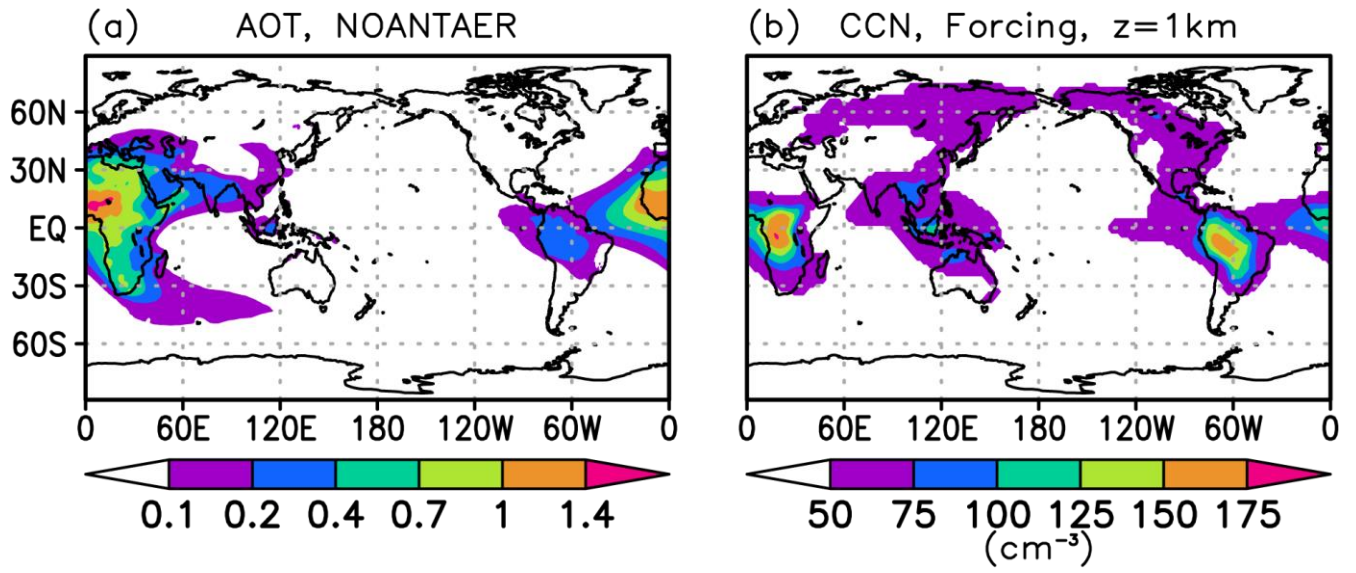 (a) AOT, NOANTAER
60N
30N
EQ
30S
60S
0 60E 120E 180 120W 60W 0
0.1 0.2 0.4 0.7 1 1.4
(b) CCN, Forcing, z=1km
0 60E 120E 180 120W 60W 0
50 75 100 125 150 175
(cm⁻³)